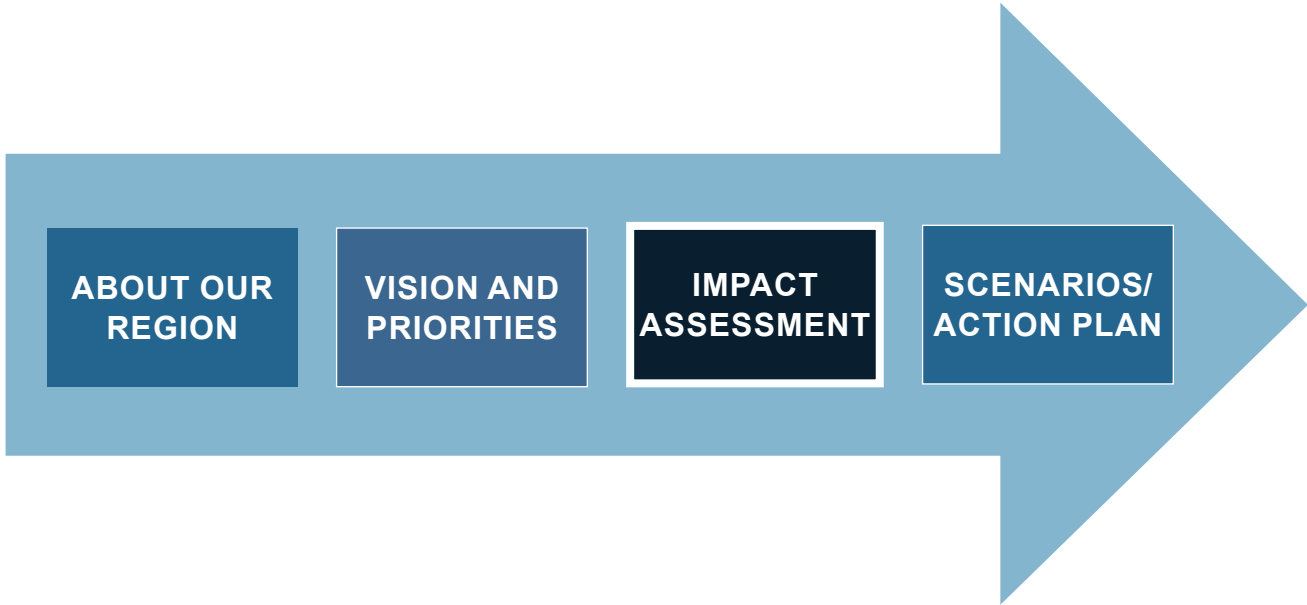 ABOUT OUR
REGION
VISION AND
PRIORITIES
IMPACT
ASSESSMENT
SCENARIOS/
ACTION PLAN